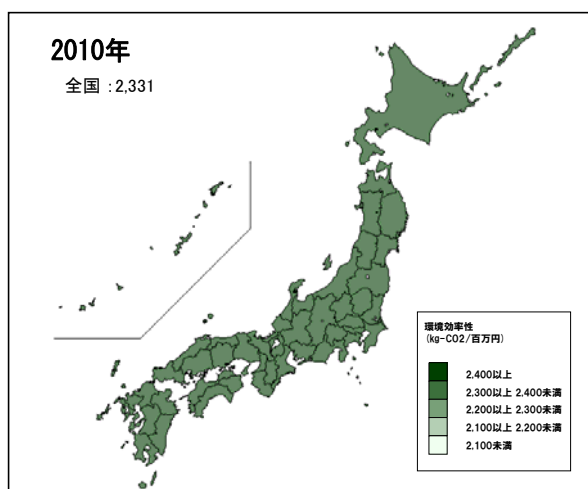 2010年
全国 ：2,331
環境効率性
(kg-CO2/百万円)
2,400以上
2,300以上 2,400未満
2,200以上 2,300未満
2,100以上 2,200未満
2,100未満